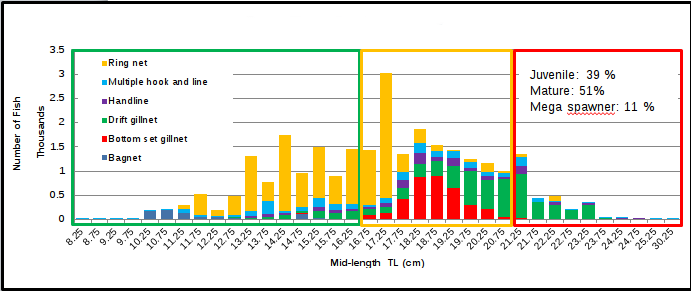 3.5
3
2.5
2
1.5
1
0.5
0
Number of Fish
Thousands
Ring net
Multiple hook and line
Handline
Drift gillnet
Bottom set gillnet
Bagnet
Juvenile: 39 %
Mature: 51%
Mega spawner: 11 %
8.25 8.75 9.25 9.75 10.25 10.75 11.25 11.75 12.25 12.75 13.25 13.75 14.25 14.75 15.25 15.75 16.25 16.75 17.25 17.75 18.25 18.75 19.25 19.75 20.25 20.75 21.25 21.75 22.25 22.75 23.25 23.75 24.25 24.75 25.25 30.25
Mid-length TL (cm)